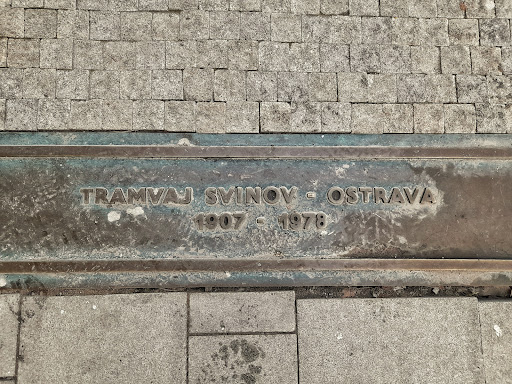 TRAMVAJ SVINOV - OSTRAVA
1907 - 1978